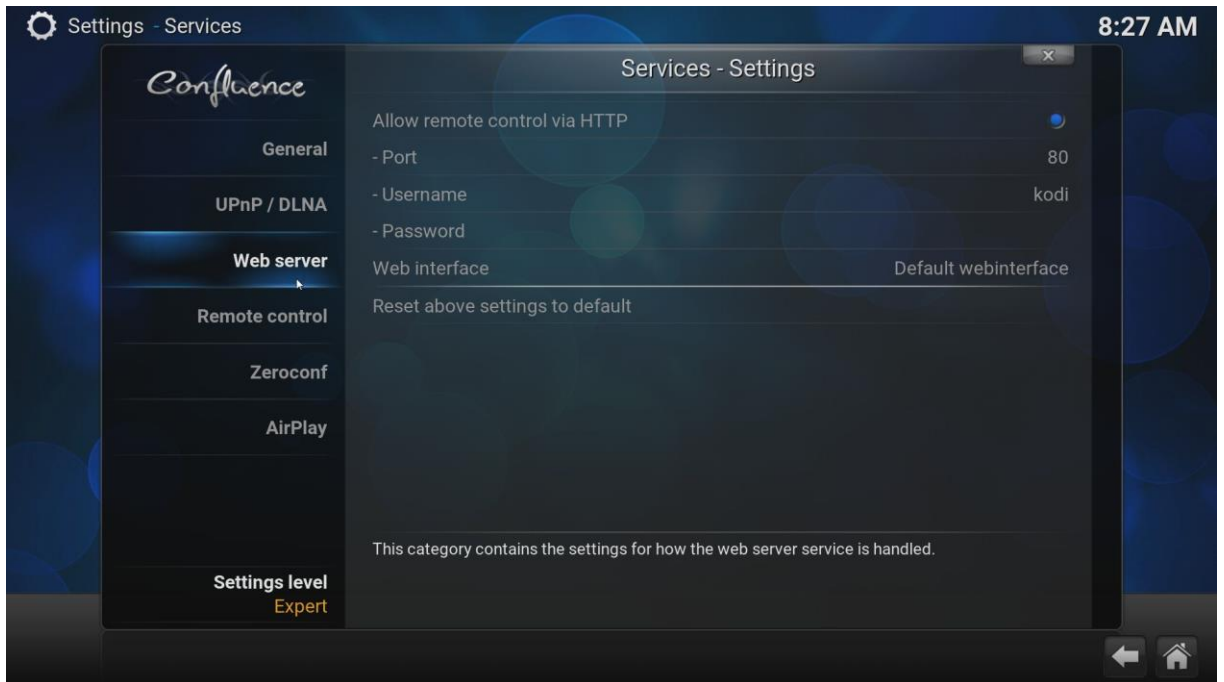 Settings - Services
8:27 AM
Confluence
General
UPnP / DLNA
Web server
Remote control
Zeroconf
AirPlay
Settings level
Expert
Services - Settings
Allow remote control via HTTP
- Port 80
- Username kodi
- Password
Web interface Default webinterface
Reset above settings to default
This category contains the settings for how the web server service is handled.